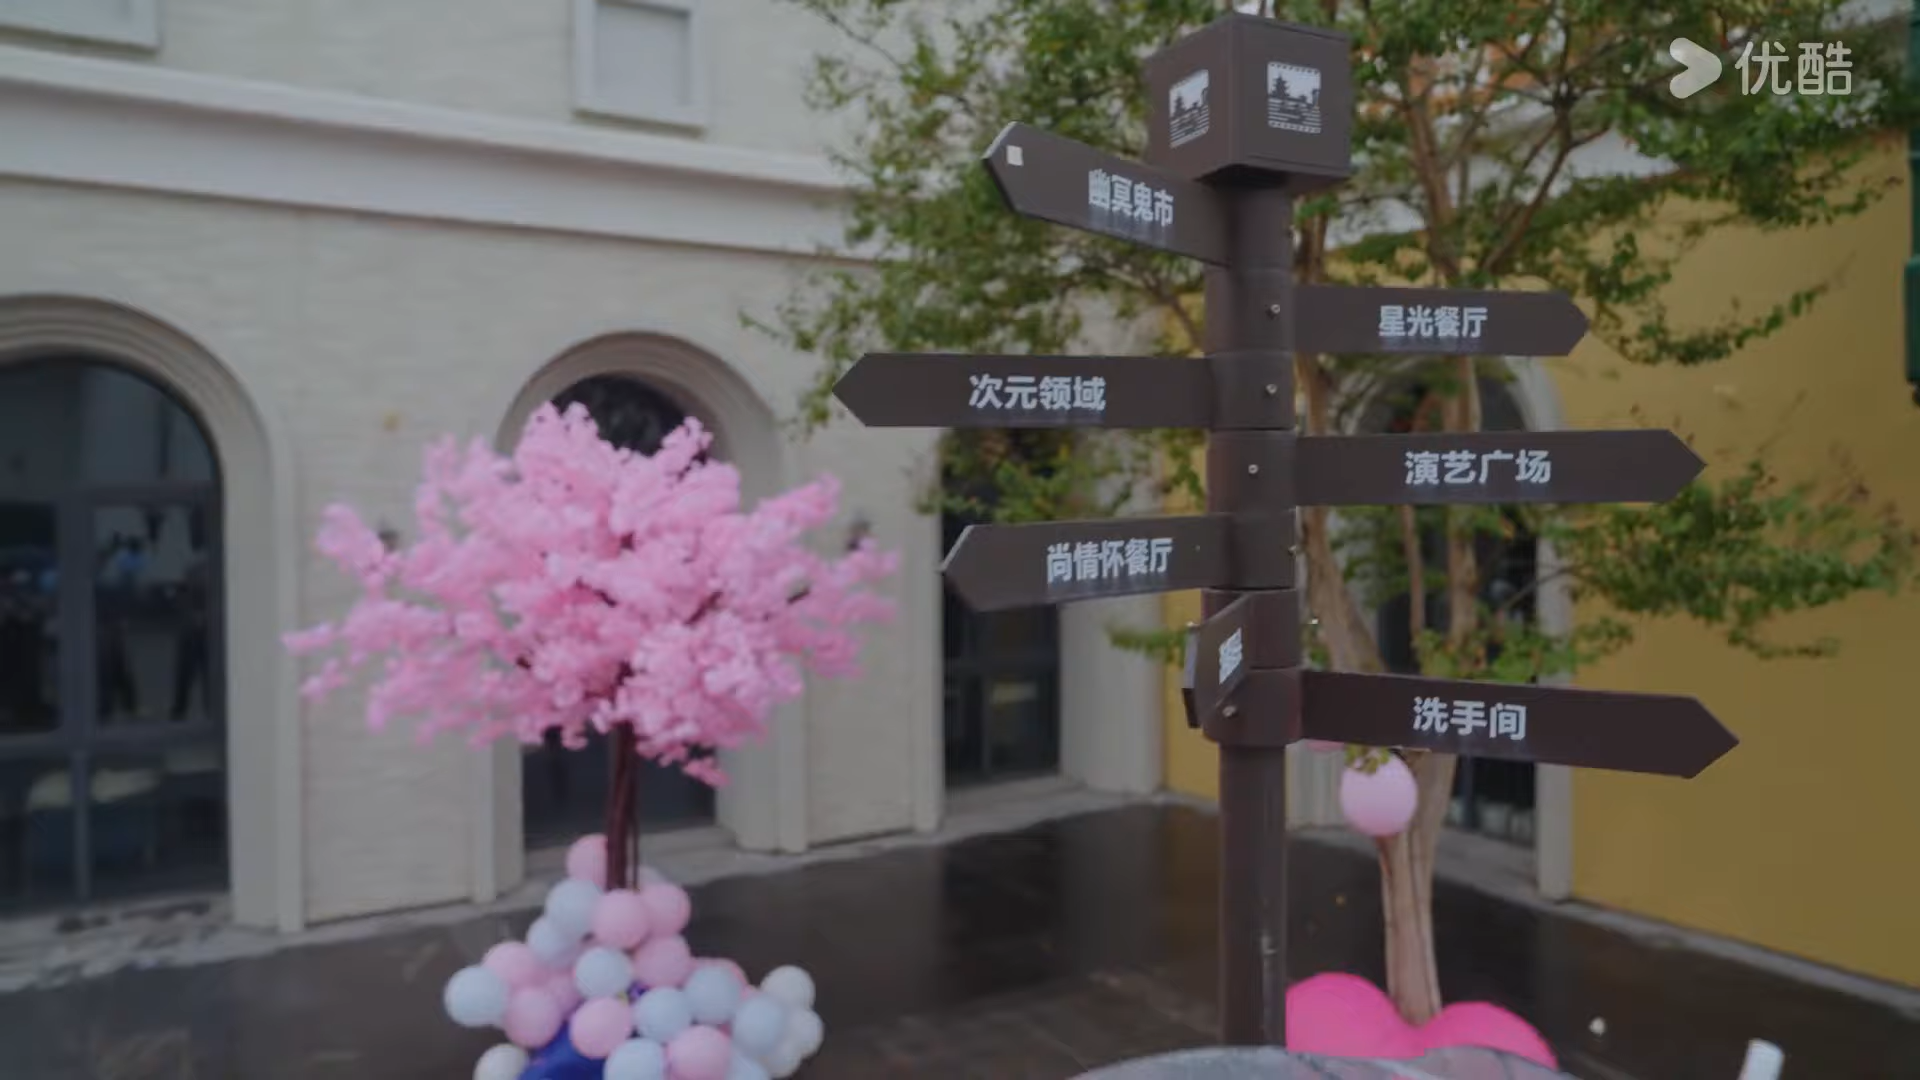 优酷
幽冥鬼市
星光餐厅
次元领域
演艺广场
尚情怀餐厅
洗手间